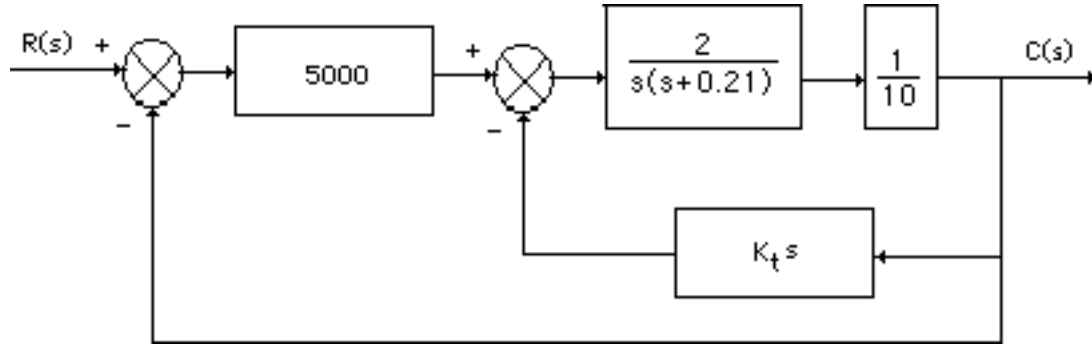 R(s) +
5000
+
2
s(s+0.21)
1
10
C(s)
−
−
K_t s